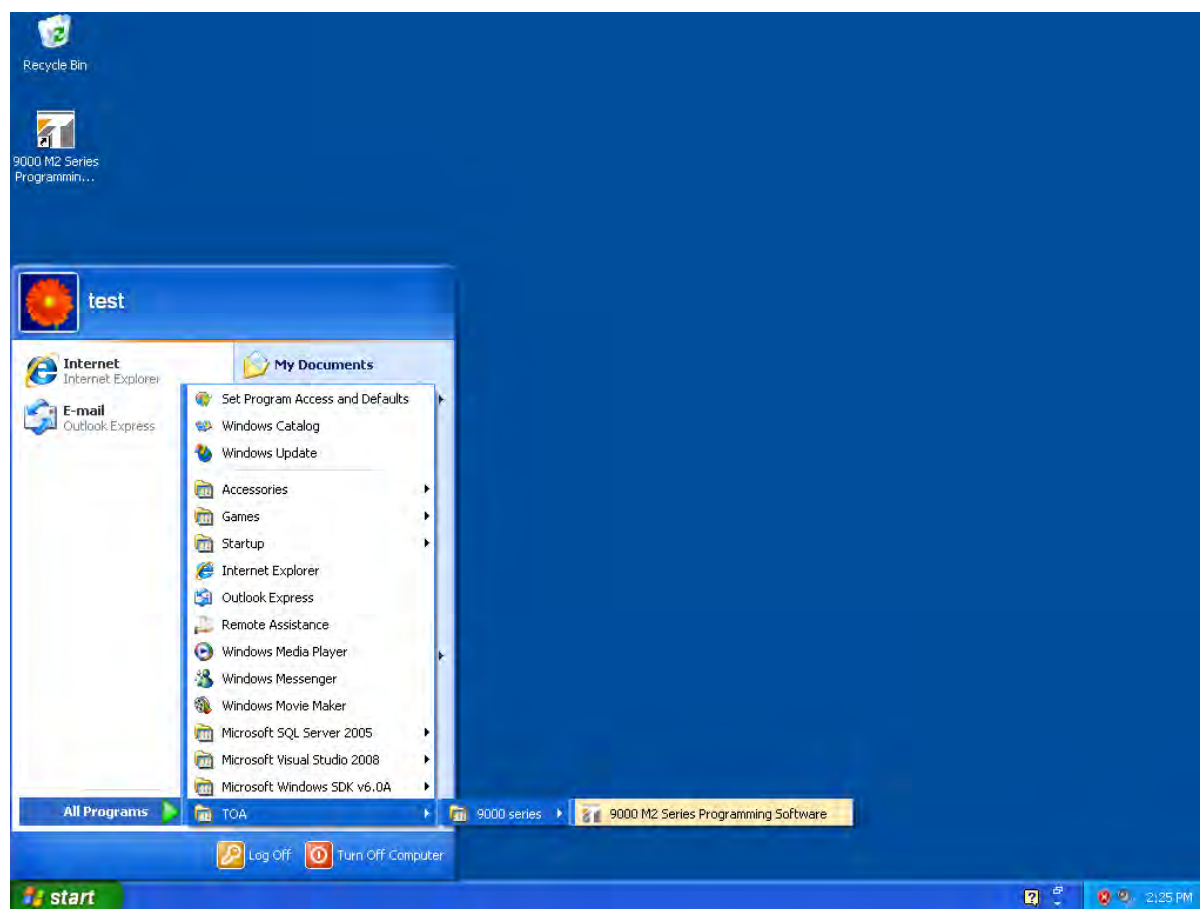 Recycle Bin
9000 M2 Series
Programmin...
test
Internet
Internet Explorer
E-mail
Outlook Express
My Documents
Set Program Access and Defaults
Windows Catalog
Windows Update
Accessories
Games
Startup
Internet Explorer
Outlook Express
Remote Assistance
Windows Media Player
Windows Messenger
Windows Movie Maker
Microsoft SQL Server 2005
Microsoft Visual Studio 2008
Microsoft Windows SDK v6.0A
All Programs
TOA
9000 series
9000 M2 Series Programming Software
Log Off
Turn Off Computer
start
2:25 PM